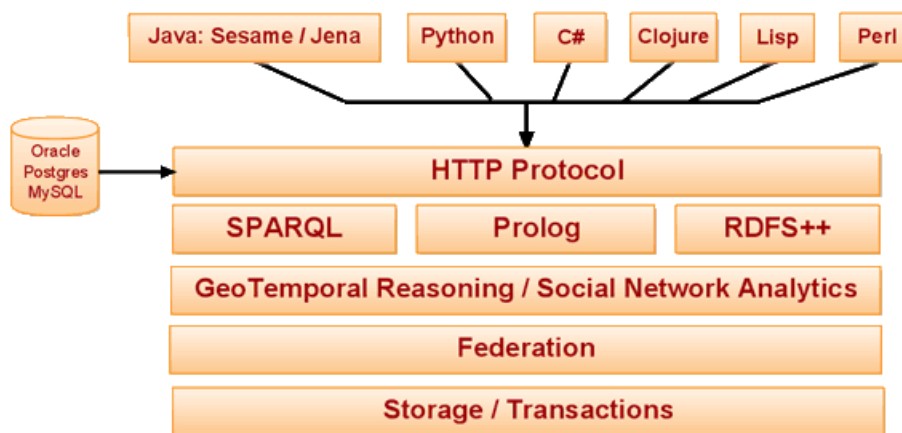 Java: Sesame / Jena
Python
C#
Clojure
Lisp
Perl
Oracle
Postgres
MySQL
HTTP Protocol
SPARQL
Prolog
RDFS++
GeoTemporal Reasoning / Social Network Analytics
Federation
Storage / Transactions